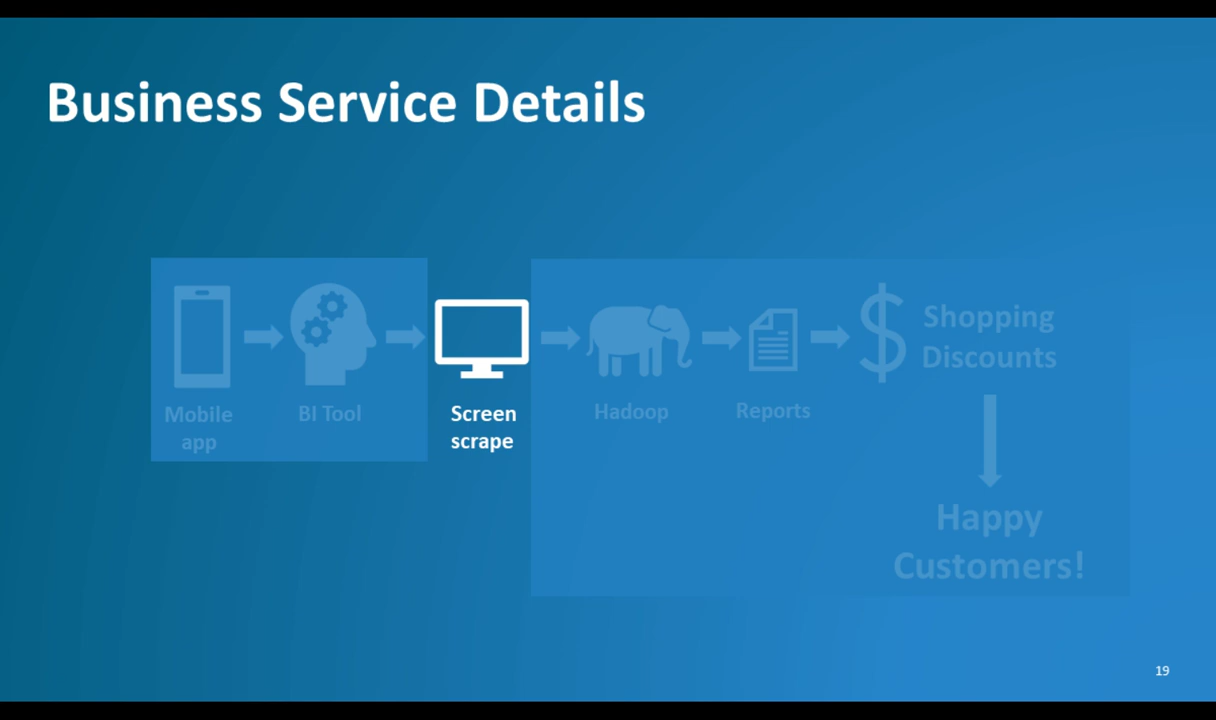 Business Service Details
Mobile
app
BI Tool
Screen
scrape
Hadoop
Reports
$
Shopping
Discounts
Happy
Customers!
19